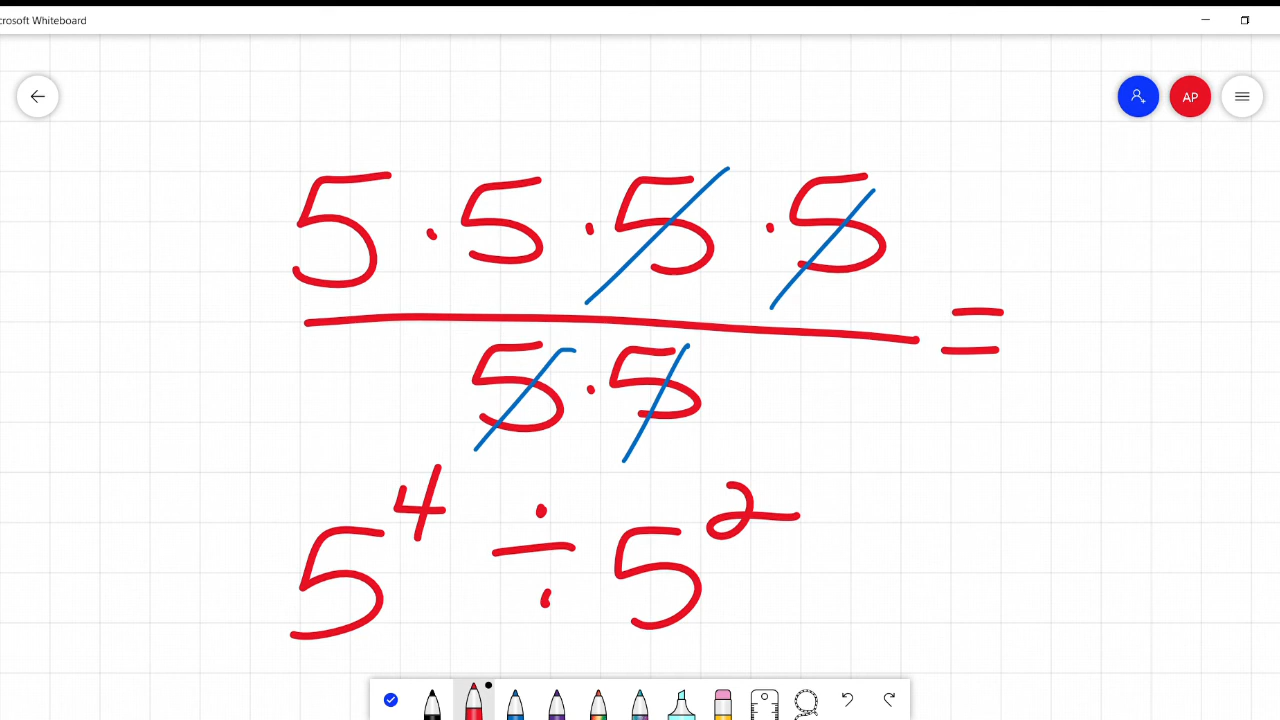 crosoft Whiteboard
AP
5 · 5 · 5 · 5
5 · 5
=
5⁴ ÷ 5²